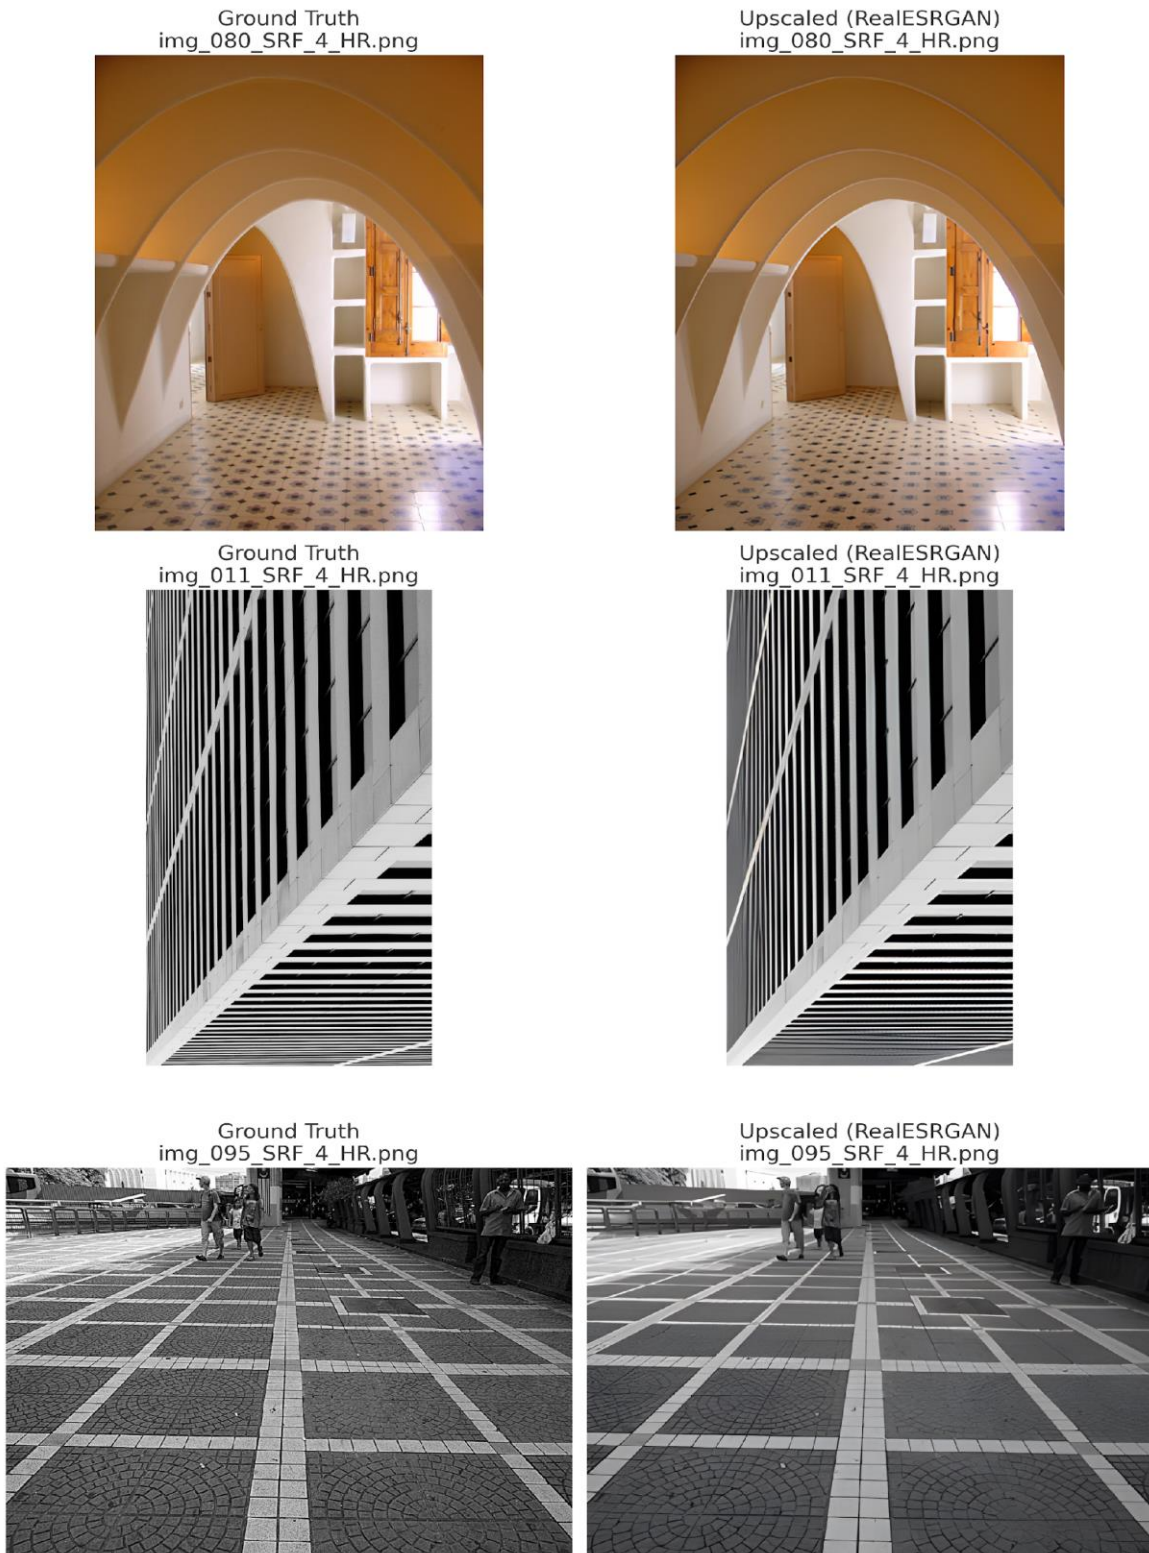 Ground Truth
img_080_SRF_4_HR.png
Upscaled (RealESRGAN)
img_080_SRF_4_HR.png
Ground Truth
img_011_SRF_4_HR.png
Upscaled (RealESRGAN)
img_011_SRF_4_HR.png
Ground Truth
img_095_SRF_4_HR.png
Upscaled (RealESRGAN)
img_095_SRF_4_HR.png